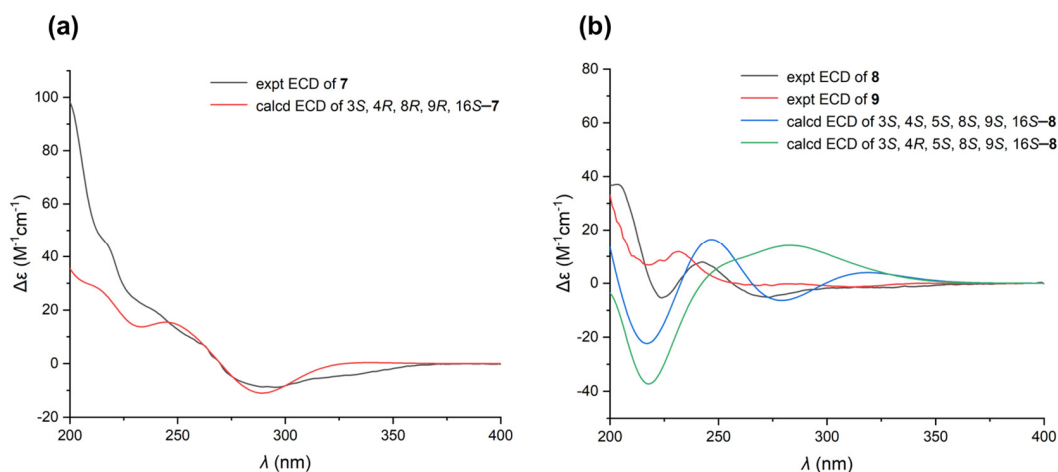 (a)
expt ECD of 7
calcd ECD of 3S, 4R, 8R, 9R, 16S–7
100
80
60
40
20
0
-20
Δε (M⁻¹cm⁻¹)
200
250
300
350
400
λ (nm)
(b)
expt ECD of 8
expt ECD of 9
calcd ECD of 3S, 4S, 5S, 8S, 9S, 16S–8
calcd ECD of 3S, 4R, 5S, 8S, 9S, 16S–8
80
60
40
20
0
-20
-40
Δε (M⁻¹cm⁻¹)
200
250
300
350
400
λ (nm)